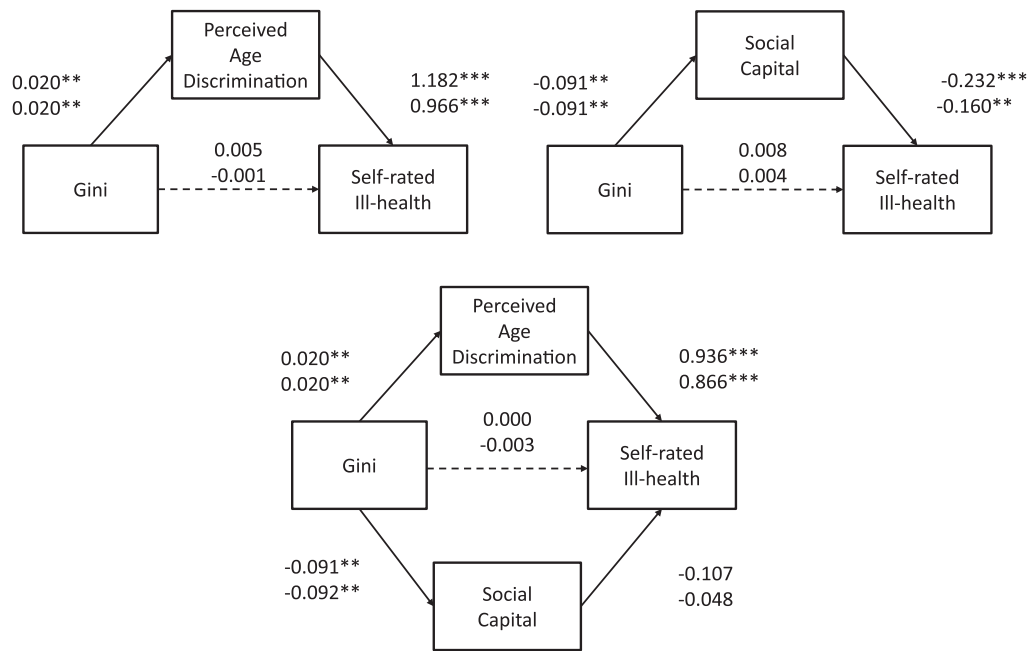 Perceived
Age
Discrimination
0.020**
0.020**
1.182***
0.966***
Gini
0.005
-0.001
Self-rated
Ill-health
Social
Capital
-0.091**
-0.091**
-0.232***
-0.160**
Gini
0.008
0.004
Self-rated
Ill-health
Perceived
Age
Discrimination
0.020**
0.020**
0.936***
0.866***
Gini
0.000
-0.003
Self-rated
Ill-health
-0.091**
-0.092**
Social
Capital
-0.107
-0.048